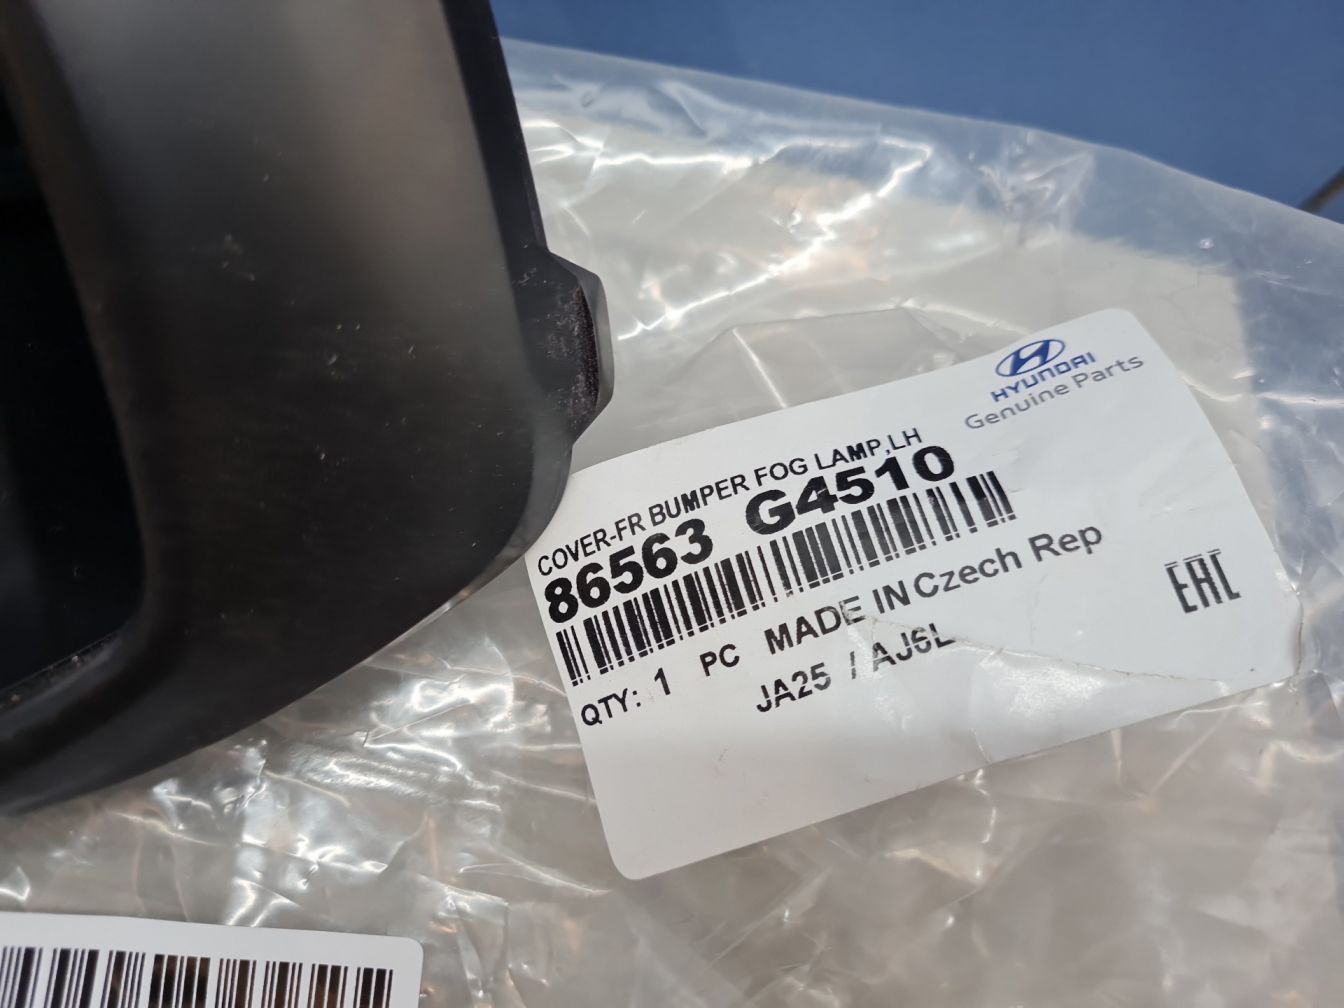 HYUNDAI
Genuine Parts
COVER-FR BUMPER FOG LAMP,LH
86563 G4510
QTY: 1 PC MADE IN Czech Rep
JA25 / AJ6L
EAC